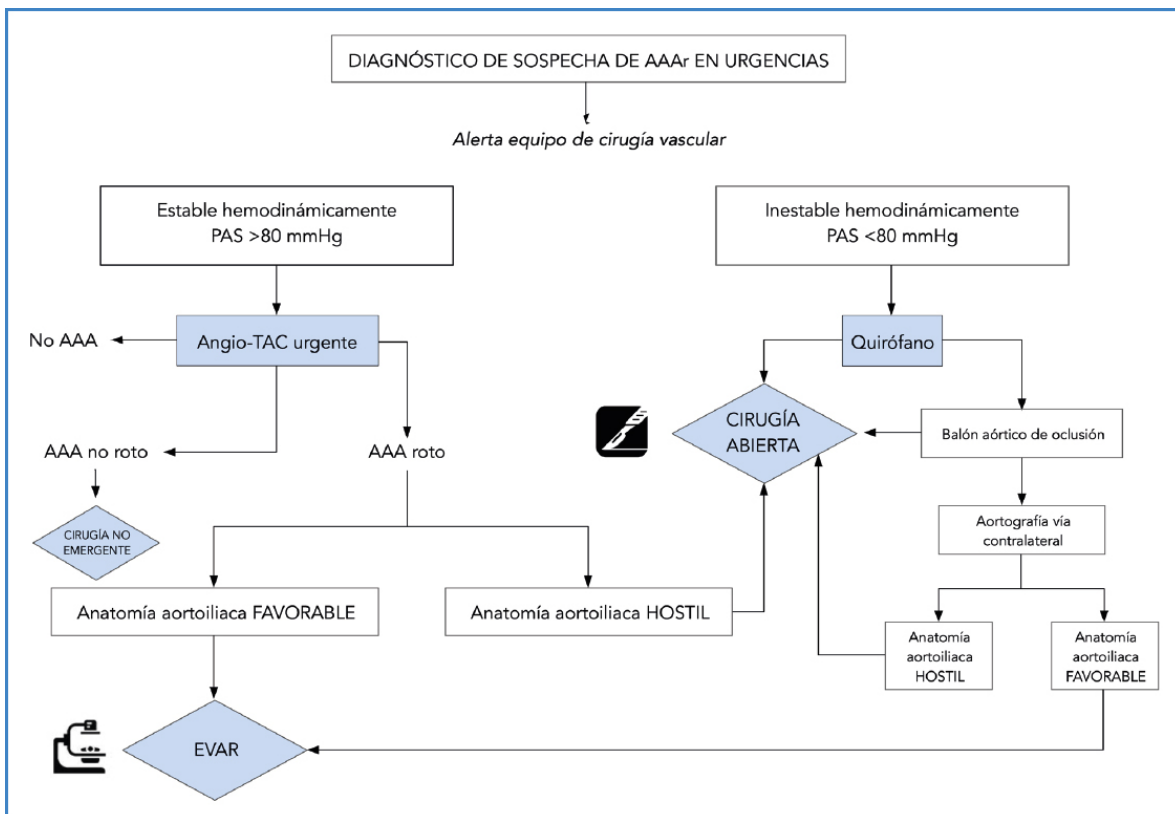 DIAGNÓSTICO DE SOSPECHA DE AAAr EN URGENCIAS
Alerta equipo de cirugía vascular
Estable hemodinámicamente
PAS >80 mmHg
Inestable hemodinámicamente
PAS <80 mmHg
No AAA
Angio-TAC urgente
Quirófano
AAA no roto
AAA roto
CIRUGÍA
ABIERTA
Balón aórtico de oclusión
CIRUGÍA NO
EMERGENTE
Aortografía vía
contralateral
Anatomía aortoiliaca FAVORABLE
Anatomía aortoiliaca HOSTIL
Anatomía
aortoiliaca
HOSTIL
Anatomía
aortoiliaca
FAVORABLE
EVAR